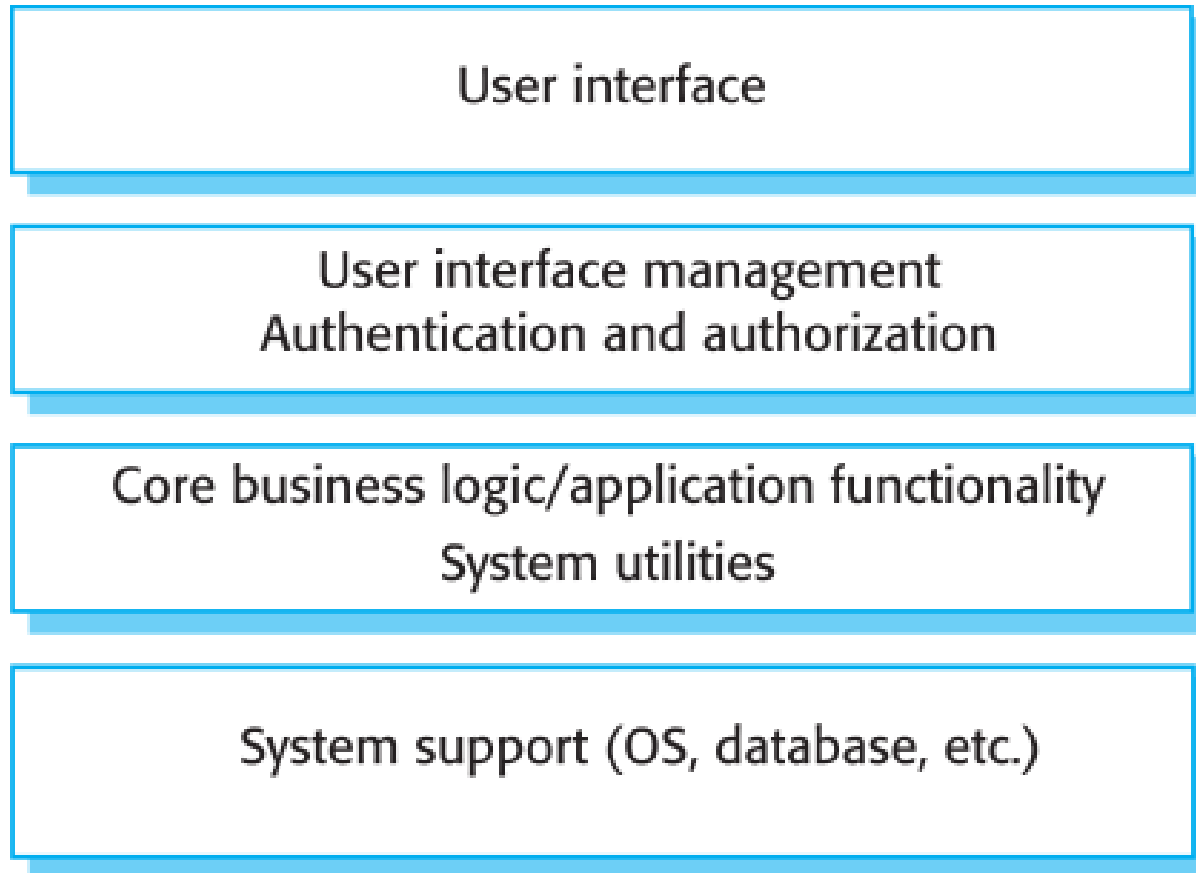 User interface
User interface management
Authentication and authorization
Core business logic/application functionality
System utilities
System support (OS, database, etc.)